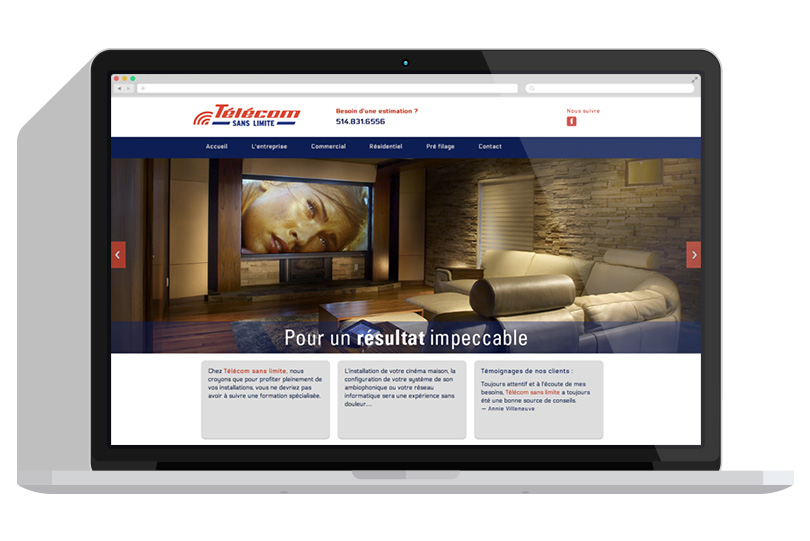 Télécom
SANS LIMITE
Besoin d'une estimation ?
514.831.6556
Nous suivre
f
Accueil L'entreprise Commercial Résidentiel Pré filage Contact
Pour un résultat impeccable
Chez Télécom sans limite, nous
croyons que pour profiter pleinement de
vos installations, vous ne devriez pas
avoir à suivre une formation spécialisée.
L'installation de votre cinéma maison, la
configuration de votre système de son
ambiophonique ou votre réseau
informatique sera une expérience sans
douleur....
Témoignages de nos clients :
Toujours attentif et à l'écoute de mes
besoins, Télécom sans limite a toujours
été une bonne source de conseils.
— Annie Villenauve